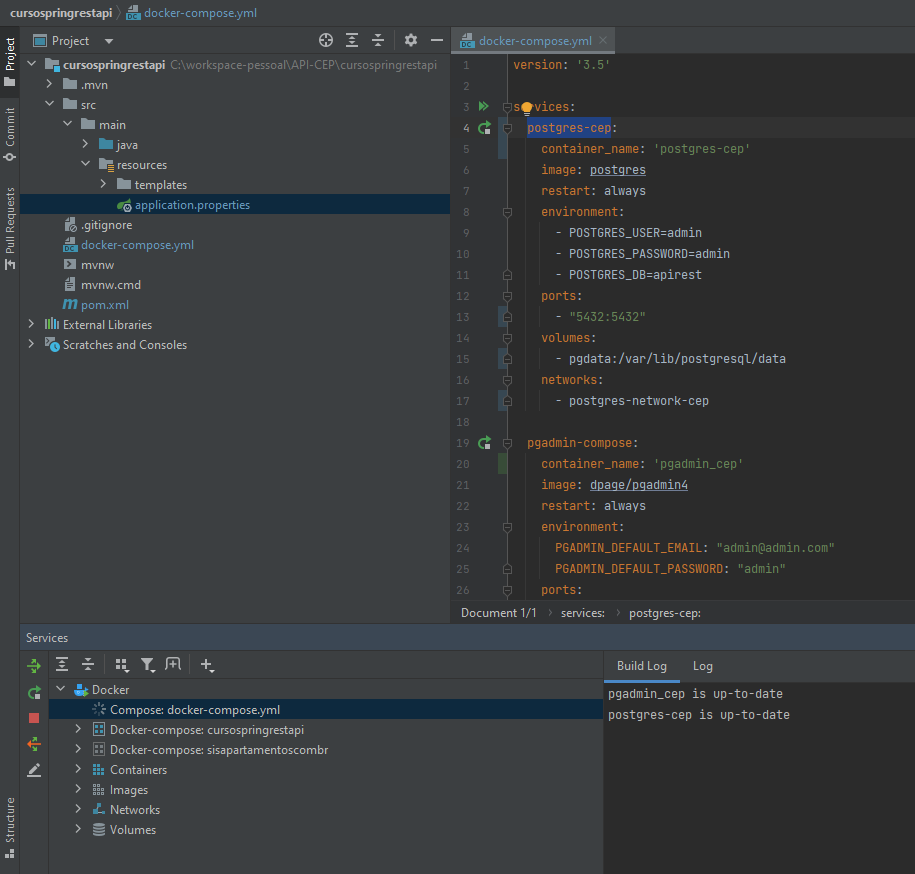 cursospringrestapi docker-compose.yml
Project
docker-compose.yml
Project
Commit
Pull Requests
Structure
cursospringrestapi C:\workspace-pessoal\API-CEP\cursospringrestapi
.mvn
src
main
java
resources
templates
application.properties
.gitignore
docker-compose.yml
mvnw
mvnw.cmd
pom.xml
External Libraries
Scratches and Consoles
1 version: '3.5'
2
3 services:
4 postgres-cep:
5 container_name: 'postgres-cep'
6 image: postgres
7 restart: always
8 environment:
9 - POSTGRES_USER=admin
10 - POSTGRES_PASSWORD=admin
11 - POSTGRES_DB=apirest
12 ports:
13 - "5432:5432"
14 volumes:
15 - pgdata:/var/lib/postgresql/data
16 networks:
17 - postgres-network-cep
18
19 pgadmin-compose:
20 container_name: 'pgadmin_cep'
21 image: dpage/pgadmin4
22 restart: always
23 environment:
24 PGADMIN_DEFAULT_EMAIL: "admin@admin.com"
25 PGADMIN_DEFAULT_PASSWORD: "admin"
26 ports:
Document 1/1 services: postgres-cep:
Services
Docker
Compose: docker-compose.yml
Docker-compose: cursospringrestapi
Docker-compose: sisapartamentoscombr
Containers
Images
Networks
Volumes
Build Log Log
pgadmin_cep is up-to-date
postgres-cep is up-to-date